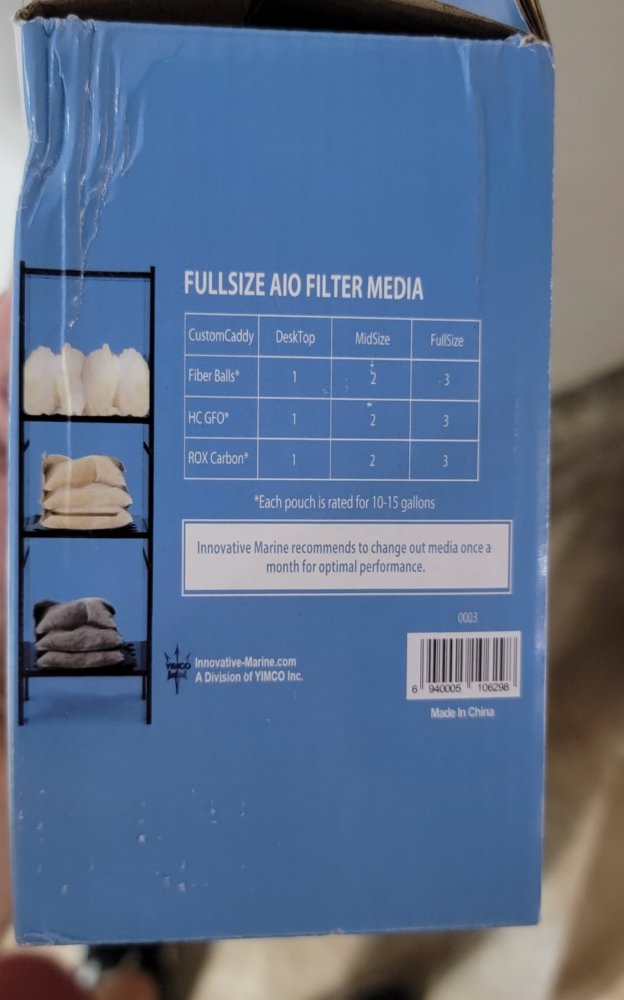 FULLSIZE AIO FILTER MEDIA
CustomCaddy DeskTop MidSize FullSize
Fiber Balls* 1 2 3
HC GFO* 1 2 3
ROX Carbon* 1 2 3
*Each pouch is rated for 10-15 gallons
Innovative Marine recommends to change out media once a
month for optimal performance.
0003
YIMCO
Innovative-Marine.com
A Division of YIMCO Inc.
6 940005 106298
Made In China